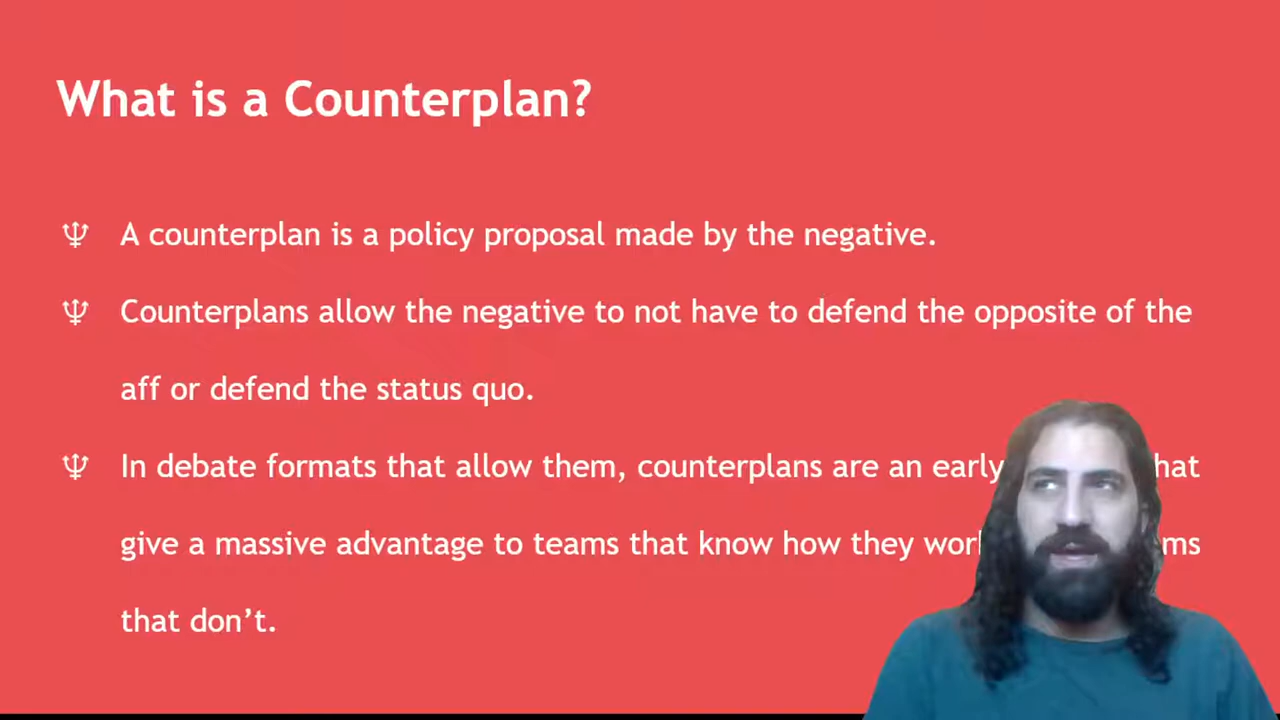 What is a Counterplan?
A counterplan is a policy proposal made by the negative.
Counterplans allow the negative to not have to defend the opposite of the
aff or defend the status quo.
In debate formats that allow them, counterplans are an early
give a massive advantage to teams that know how they
that don't.